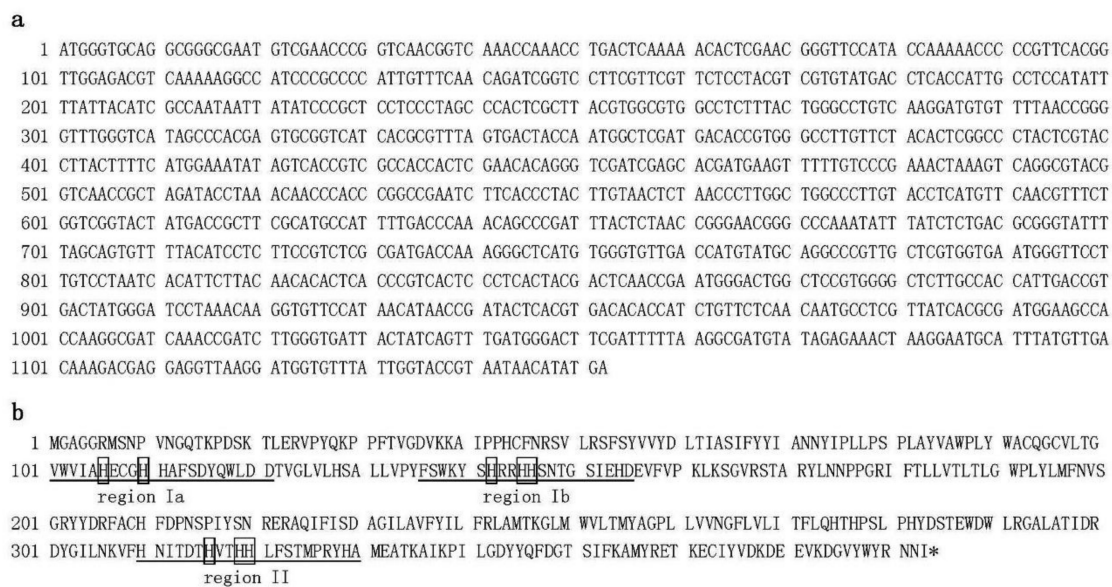 a
1 ATGGGTGCAG GCGGGCGAAT GTCGAACCCG GTCAACGGTC AAACCAAACC TGACTCAAAA ACACTCGAAC GGGTTCCATA CCAAAAACCC CCGTTCACGG
101 TTGGAGACGT CAAAAAGGCC ATCCCGCCCC ATTGTTTCAA CAGATCGGTC CTTCGTTCGT TCTCCTACGT CGTGTATGAC CTCACCATTG CCTCCATATT
201 TTATTACATC GCCAATAATT ATATCCCGCT CCTCCCTAGC CCACTCGCTT ACGTGGCGTG GCCTCTTTAC TGGGCCTGTC AAGGATGTGT TTTAACCGGG
301 GTTTGGGTCA TAGCCCACGA GTGCGGTCAT CACGCGTTTA GTGACTACCA ATGGCTCGAT GACACCGTGG GCCTTGTTCT ACACTCGGCC CTACTCGTAC
401 CTTACTTTTC ATGGAAATAT AGTCACCGTC GCCACCACTC GAACACAGGG TCGATCGAGC ACGATGAAGT TTTTGTCCCG AAACTAAAGT CAGGCGTACG
501 GTCAACCGCT AGATACCTAA ACAACCCACC CGGCCGAATC TTCACCCTAC TTGTAACTCT AACCCTTGGC TGGCCCTTGT ACCTCATGTT CAACGTTTCT
601 GGTCGGTACT ATGACCGCTT CGCATGCCAT TTTGACCCAA ACAGCCCGAT TTACTCTAAC CGGGAACGGG CCCAAATATT TATCTCTGAC GCGGGTATTT
701 TAGCAGTGTT TTACATCCTC TTCCGTCTCG CGATGACCAA AGGGCTCATG TGGGTGTTGA CCATGTATGC AGGCCCGTTG CTCGTGGTGA ATGGGTTCCT
801 TGTCCTAATC ACATTCTTAC AACACACTCA CCCGTCACTC CCTCACTACG ACTCAACCGA ATGGGACTGG CTCCGTGGGG CTCTTGCCAC CATTGACCGT
901 GACTATGGGA TCCTAAACAA GGTGTTCCAT AACATAACCG ATACTCACGT GACACACCAT CTGTTCTCAA CAATGCCTCG TTATCACGCG ATGGAAGCCA
1001 CCAAGGCGAT CAAACCGATC TTGGGTGATT ACTATCAGTT TGATGGGACT TCGATTTTTA AGGCGATGTA TAGAGAAACT AAGGAATGCA TTTATGTTGA
1101 CAAAGACGAG GAGGTTAAGG ATGGTGTTTA TTGGTACCGT AATAACATAT GA
b
1 MGAGGRMSNP VNGQTKPDSK TLERVPYQKP PFTVGDVKKA IPPHCFNRSV LRSFSYVVYD LTIASIFYYI ANNYIPLLPS PLAYVAWPLY WACQGCVLTG
101 VWVIAHECGH HAFSDYQWLD DTVGLVLHSA LLVPYFSWKY SHRRHHSNTG SIEHDEVFVP KLKSGVRSTA RYLNNPPGRI FTLLVTLTLG WPLYLMFNVS
region Ia region Ib
201 GRYYDRFACH FDPNSPIYSN RERAQIFISD AGILAVFYIL FRLAMTKGLM WVLTMYAGPL LVVNGFLVLI TFLQHTHPSL PHYDSTEWDW LRGALATIDR
301 DYGILNKVFH NITDTHVTHH LFSTMPRYHA MEATKAIKPI LGDYYQFDGT SIFKAMYRET KECIYVDKDE EVKDGVYWYR NNI*
region II